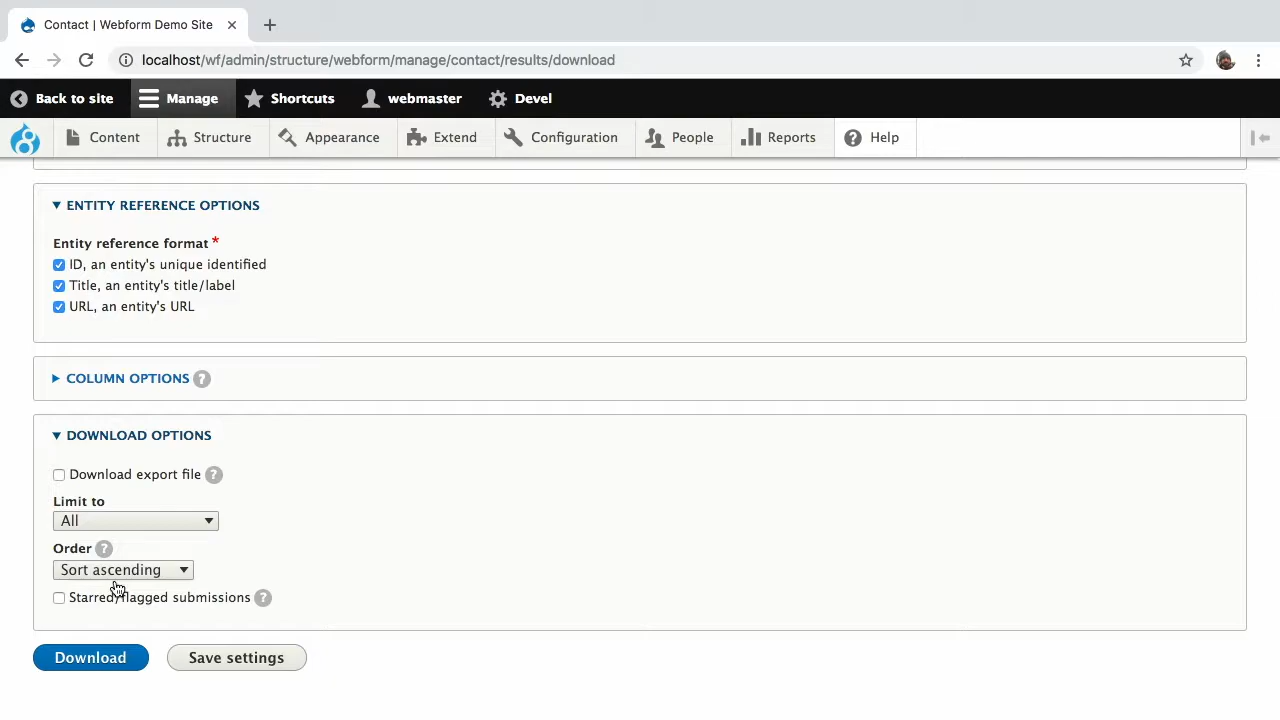 Contact | Webform Demo Site
localhost/wf/admin/structure/webform/manage/contact/results/download
Back to site Manage Shortcuts webmaster Devel
Content Structure Appearance Extend Configuration People Reports Help
ENTITY REFERENCE OPTIONS
Entity reference format *
ID, an entity's unique identified
Title, an entity's title/label
URL, an entity's URL
COLUMN OPTIONS ?
DOWNLOAD OPTIONS
Download export file ?
Limit to
All
Order ?
Sort ascending
Starred/flagged submissions ?
Download Save settings